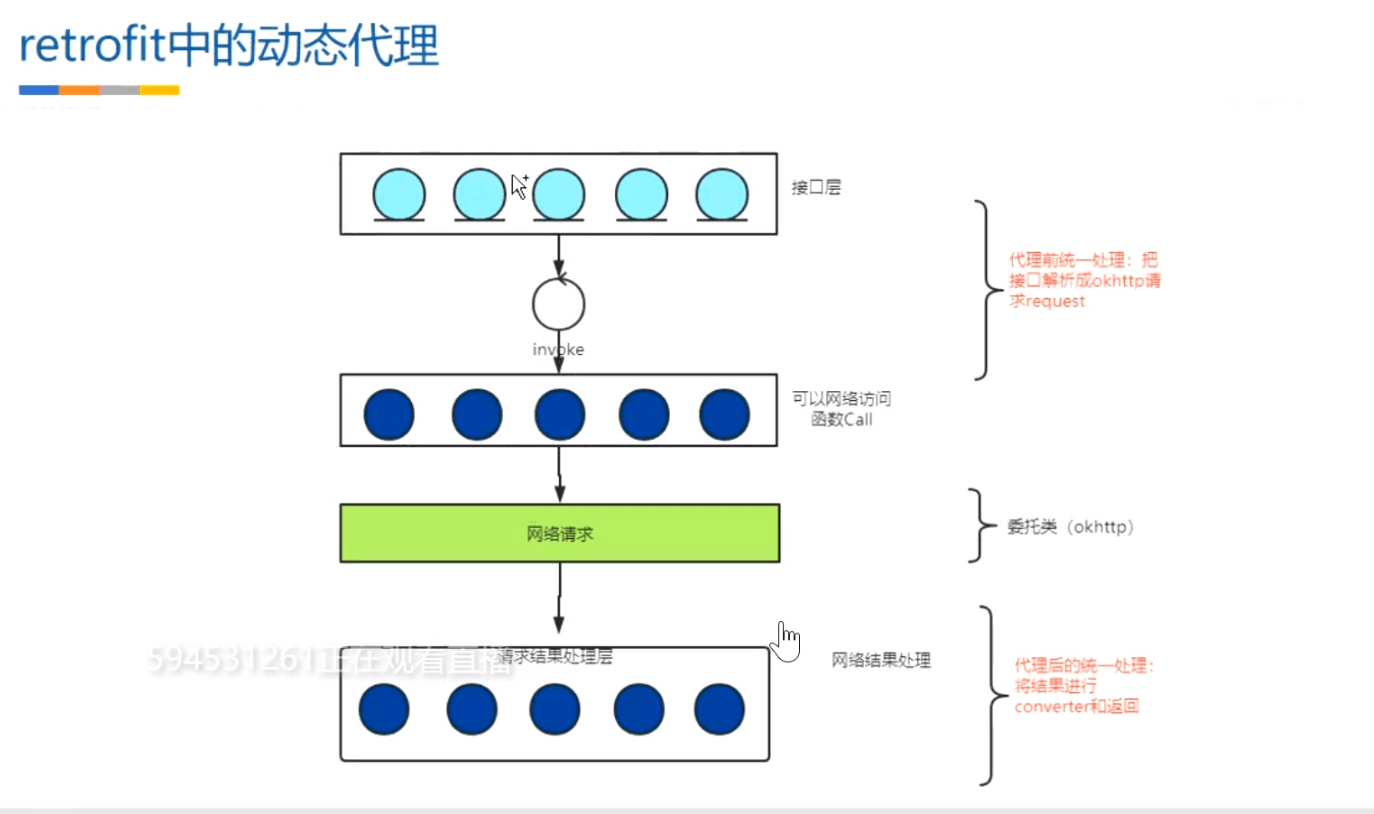 retrofit中的动态代理
接口层
代理前统一处理：把
接口解析成okhttp请
求request
invoke
可以网络访问
函数Call
网络请求
委托类（okhttp）
594531261正在观看直播
请求结果处理层
网络结果处理
代理后的统一处理：
将结果进行
converter和返回